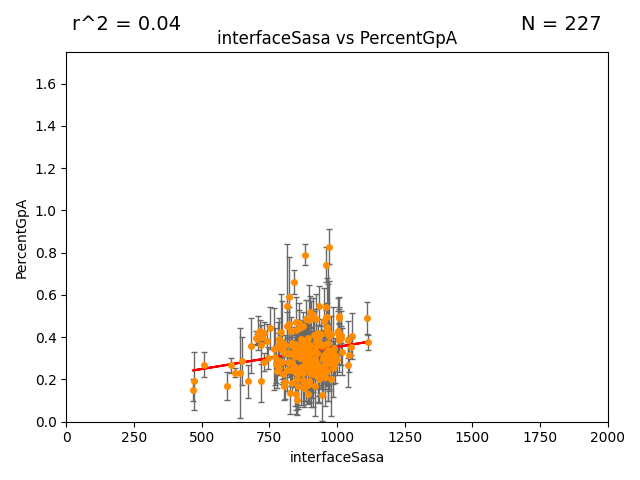 r^2 = 0.04
N = 227
interfaceSasa vs PercentGpA
PercentGpA
1.6
1.4
1.2
1.0
0.8
0.6
0.4
0.2
0.0
0 250 500 750 1000 1250 1500 1750 2000
interfaceSasa